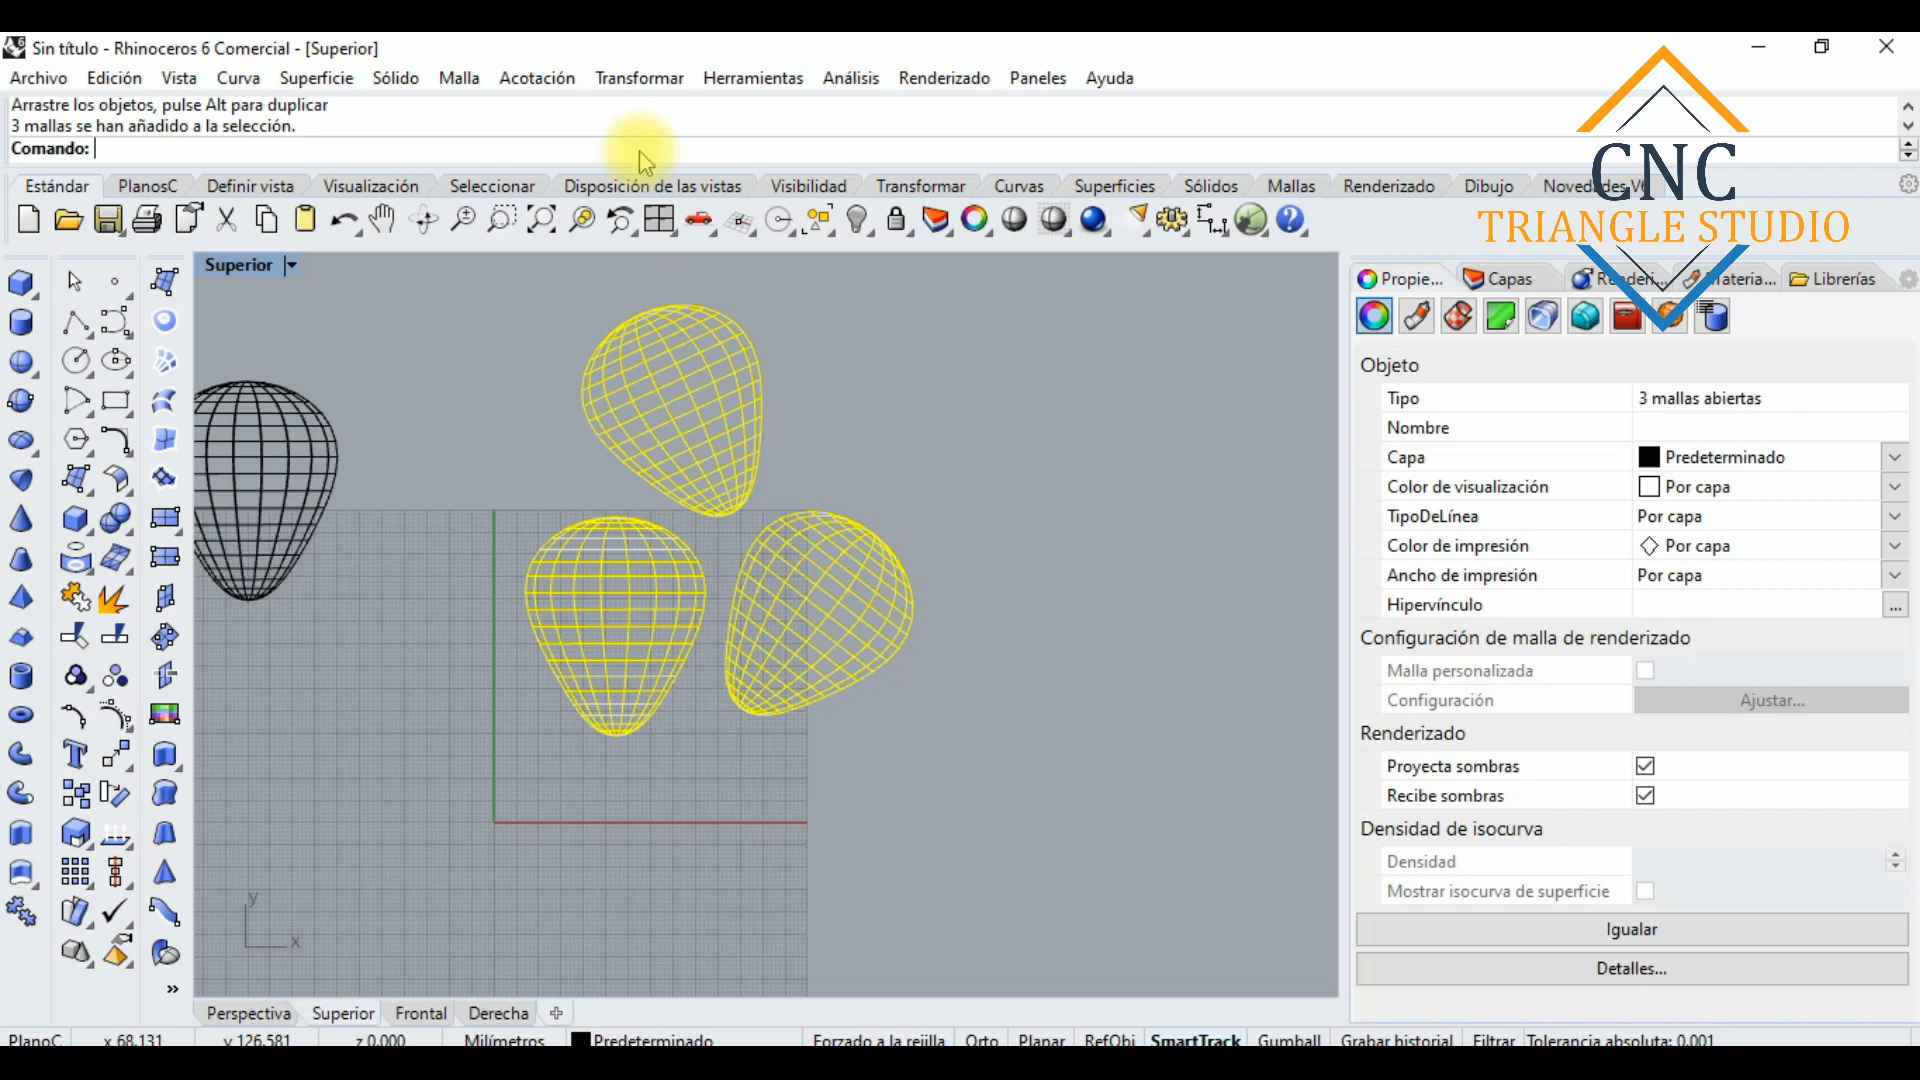 Sin título - Rhinoceros 6 Comercial - [Superior]
Archivo Edición Vista Curva Superficie Sólido Malla Acotación Transformar Herramientas Análisis Renderizado Paneles Ayuda
Arrastre los objetos, pulse Alt para duplicar
3 mallas se han añadido a la selección.
Comando:
CNC
TRIANGLE STUDIO
Estándar PlanosC Definir vista Visualización Seleccionar Disposición de las vistas Visibilidad Transformar Curvas Superficies Sólidos Mallas Renderizado Dibujo Novedades V6
Superior
Propie... Capas Renderi... Materia... Librerías
Objeto
Tipo 3 mallas abiertas
Nombre
Capa Predeterminado
Color de visualización Por capa
TipoDeLínea Por capa
Color de impresión Por capa
Ancho de impresión Por capa
Hipervínculo ...
Configuración de malla de renderizado
Malla personalizada
Configuración Ajustar...
Renderizado
Proyecta sombras
Recibe sombras
Densidad de isocurva
Densidad
Mostrar isocurva de superficie
Igualar
Detalles...
y
x
Perspectiva Superior Frontal Derecha
PlanoC x 68.131 y 126.581 z 0.000 Milímetros Predeterminado Forzado a la rejilla Orto Planar RefObj SmartTrack Gumball Grabar historial Filtrar Tolerancia absoluta: 0.001